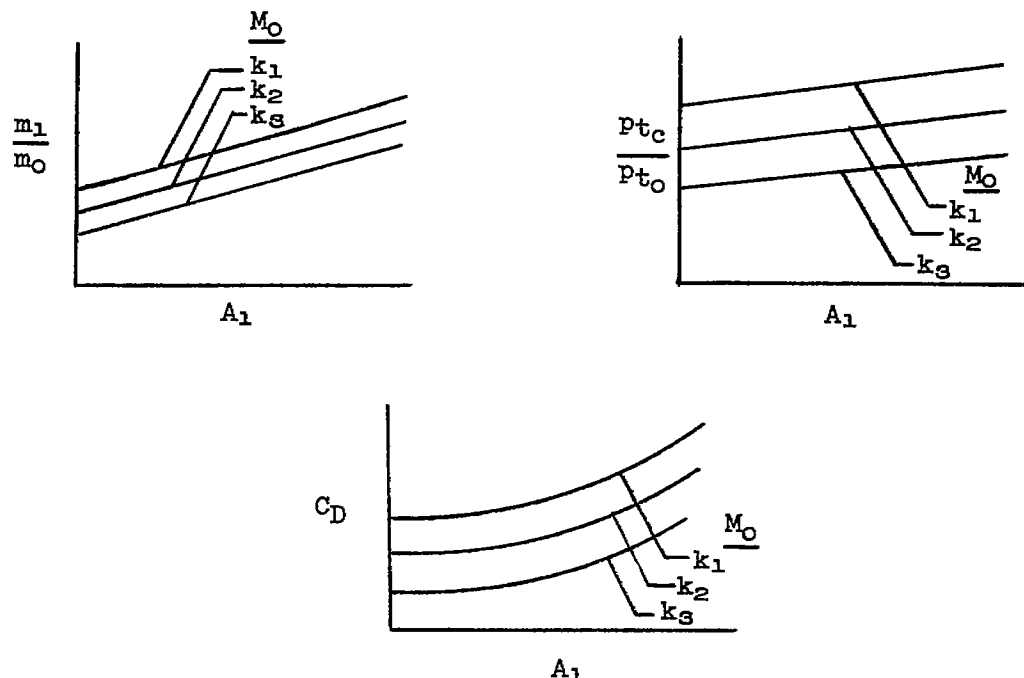 M₀
k₁
k₂
k₃
m₁
m₀
A₁
pₜ꜀
pₜ₀
M₀
k₁
k₂
k₃
A₁
C_D
M₀
k₁
k₂
k₃
A₁